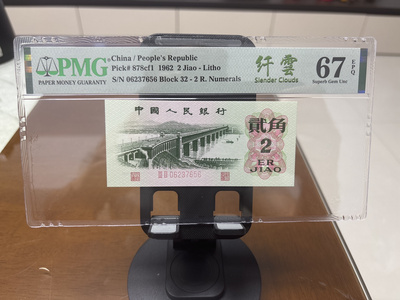 PMG
PAPER MONEY GUARANTY
China / People's Republic
Pick# 878cf1 1962 2 Jiao - Litho
S/N 06237656 Block 32 - 2 R. Numerals
纤雲
Slender Clouds
67 EPQ
Superb Gem Unc
中國人民銀行
貳角
2
ER
JIAO
06237656